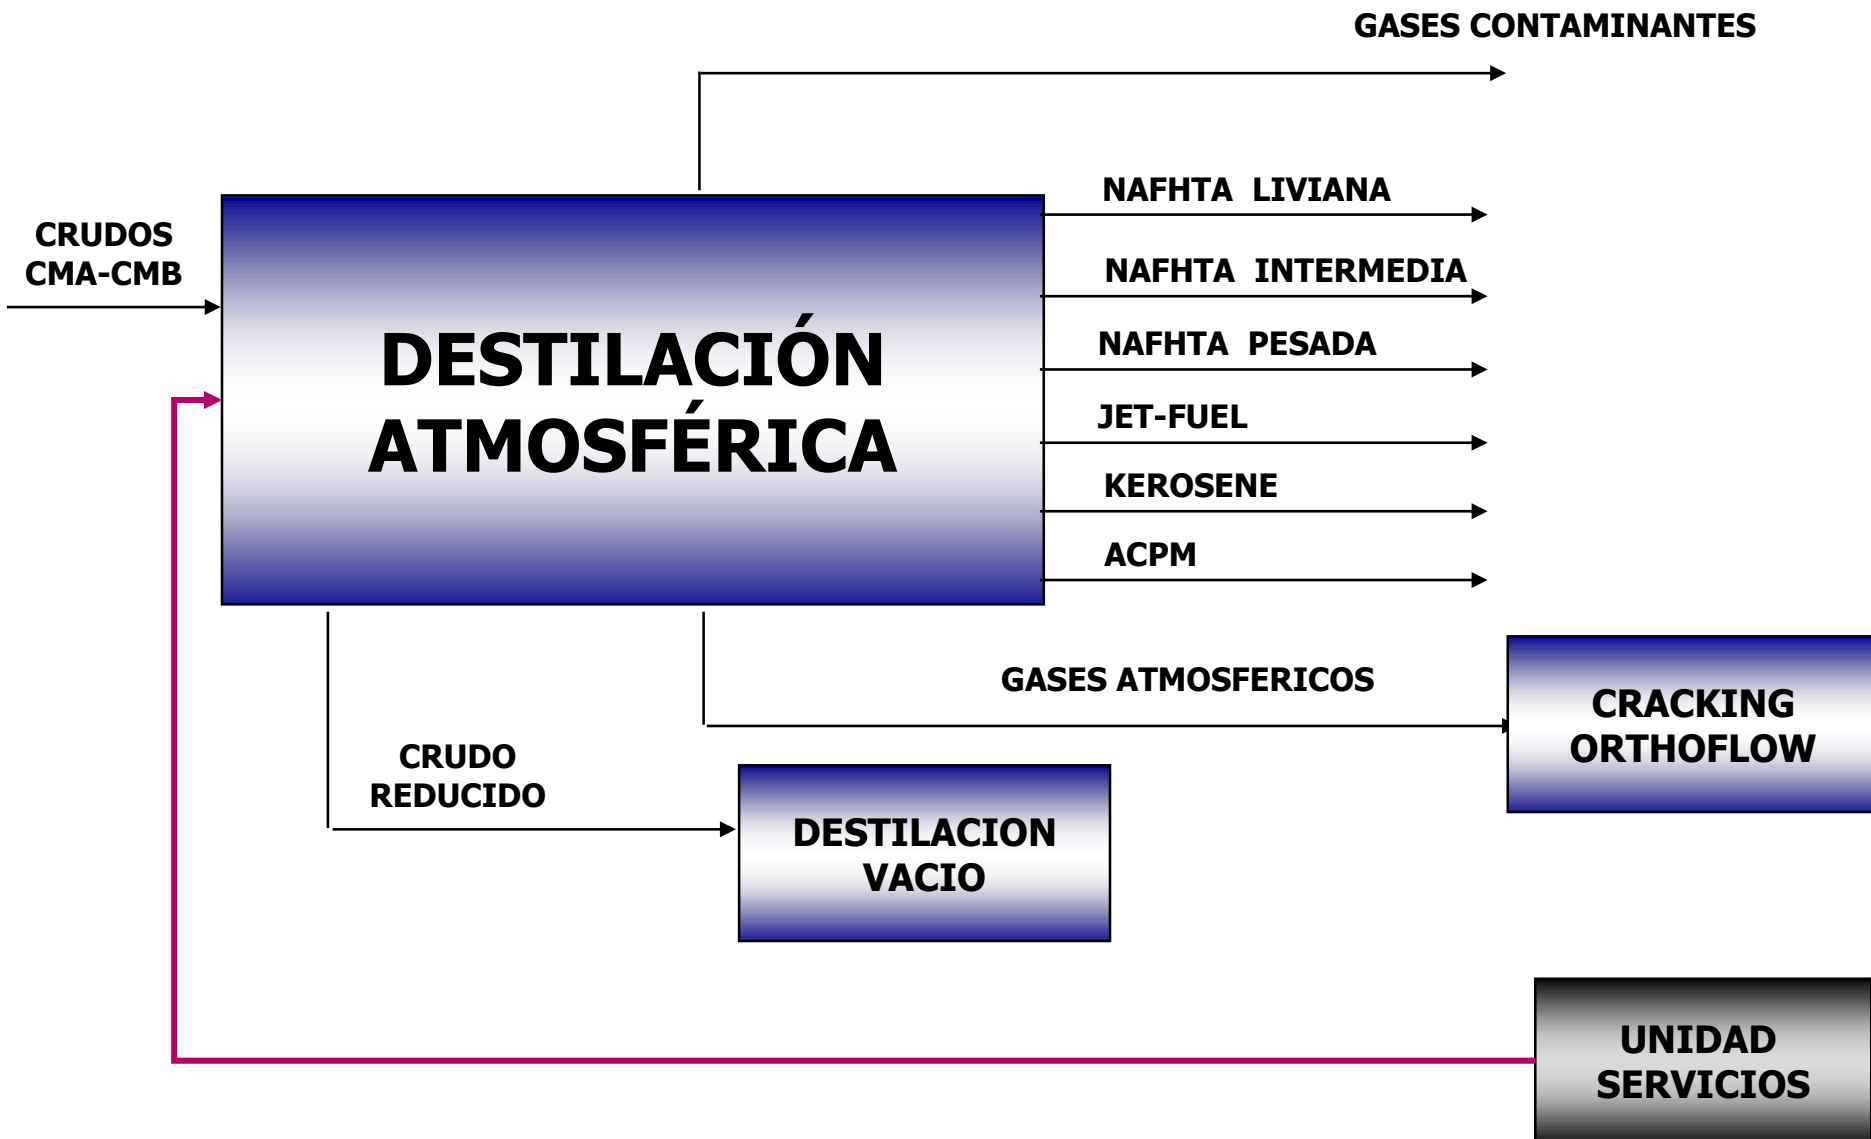 GASES CONTAMINANTES
NAFHTA LIVIANA
CRUDOS
CMA-CMB
NAFHTA INTERMEDIA
DESTILACIÓN
ATMOSFÉRICA
NAFHTA PESADA
JET-FUEL
KEROSENE
ACPM
GASES ATMOSFERICOS
CRACKING
ORTHOFLOW
CRUDO
REDUCIDO
DESTILACION
VACIO
UNIDAD
SERVICIOS